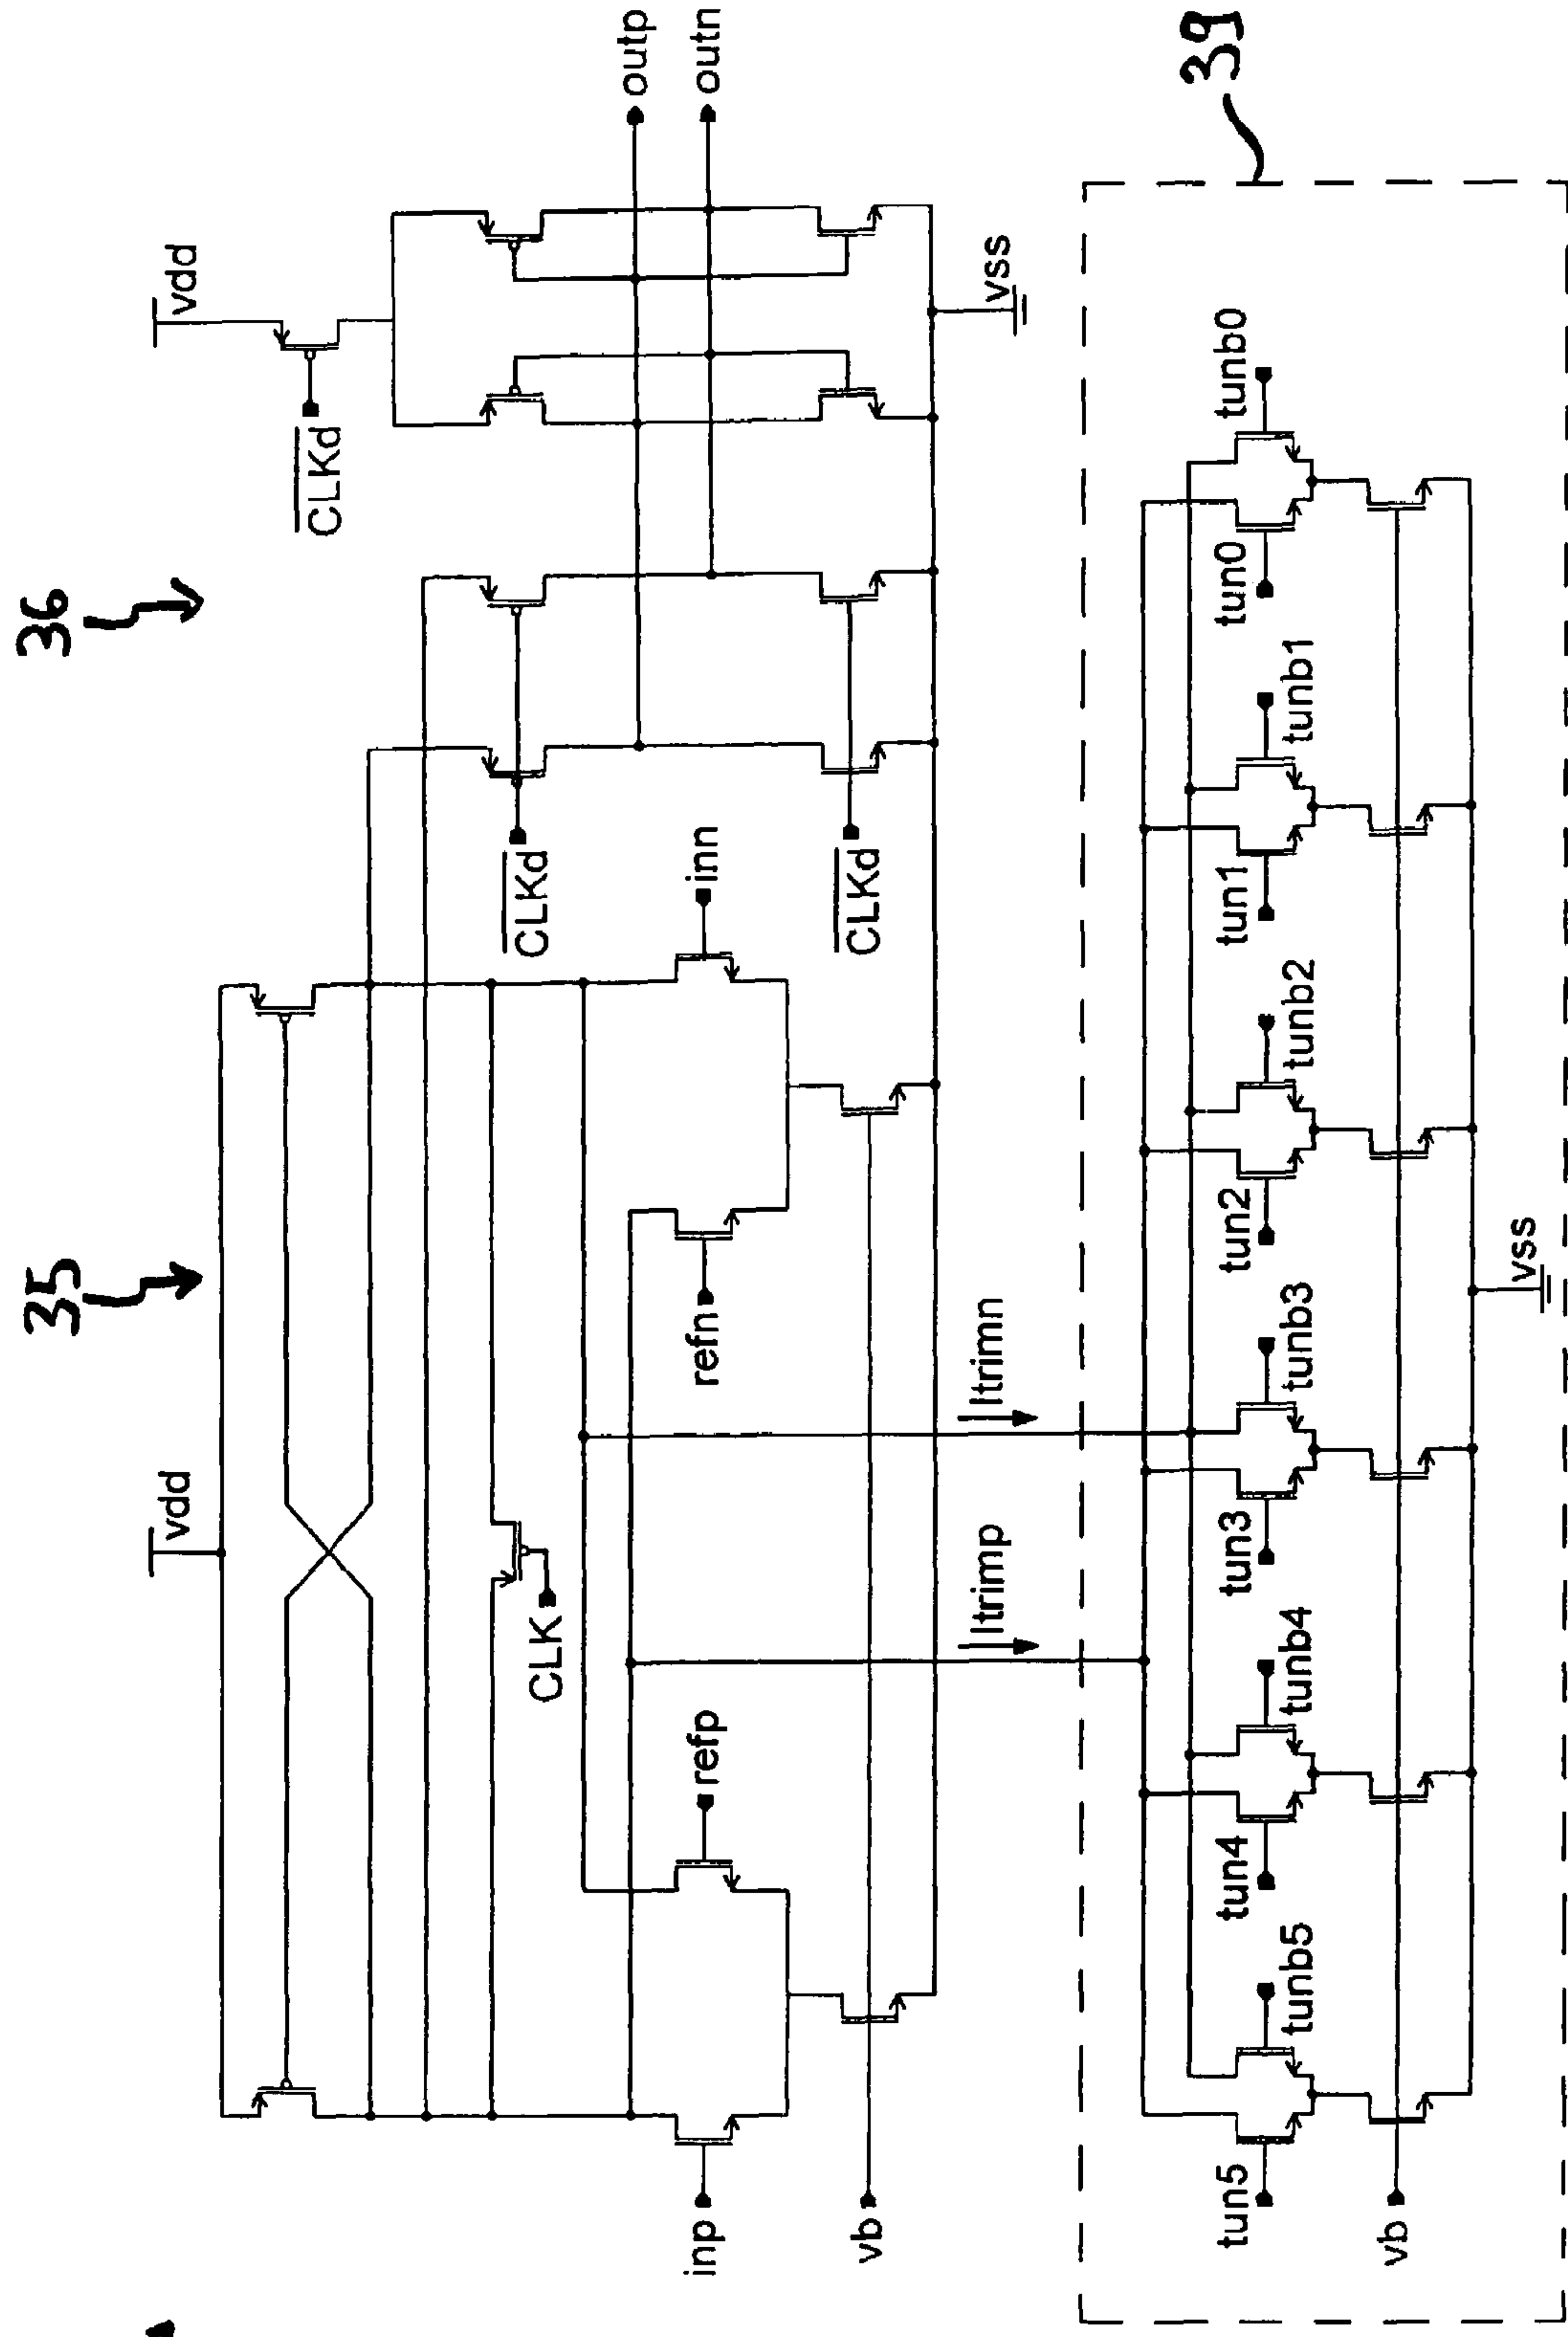 35
36
vdd
vdd
CLKd
outp
outn
CLK
CLKd
inp
refp
refn
inn
CLKd
vb
vss
Itrimp
Itrimn
39
tun5
tunb5
tun4
tunb4
tun3
tunb3
tun2
tunb2
tun1
tunb1
tun0
tunb0
vb
vss